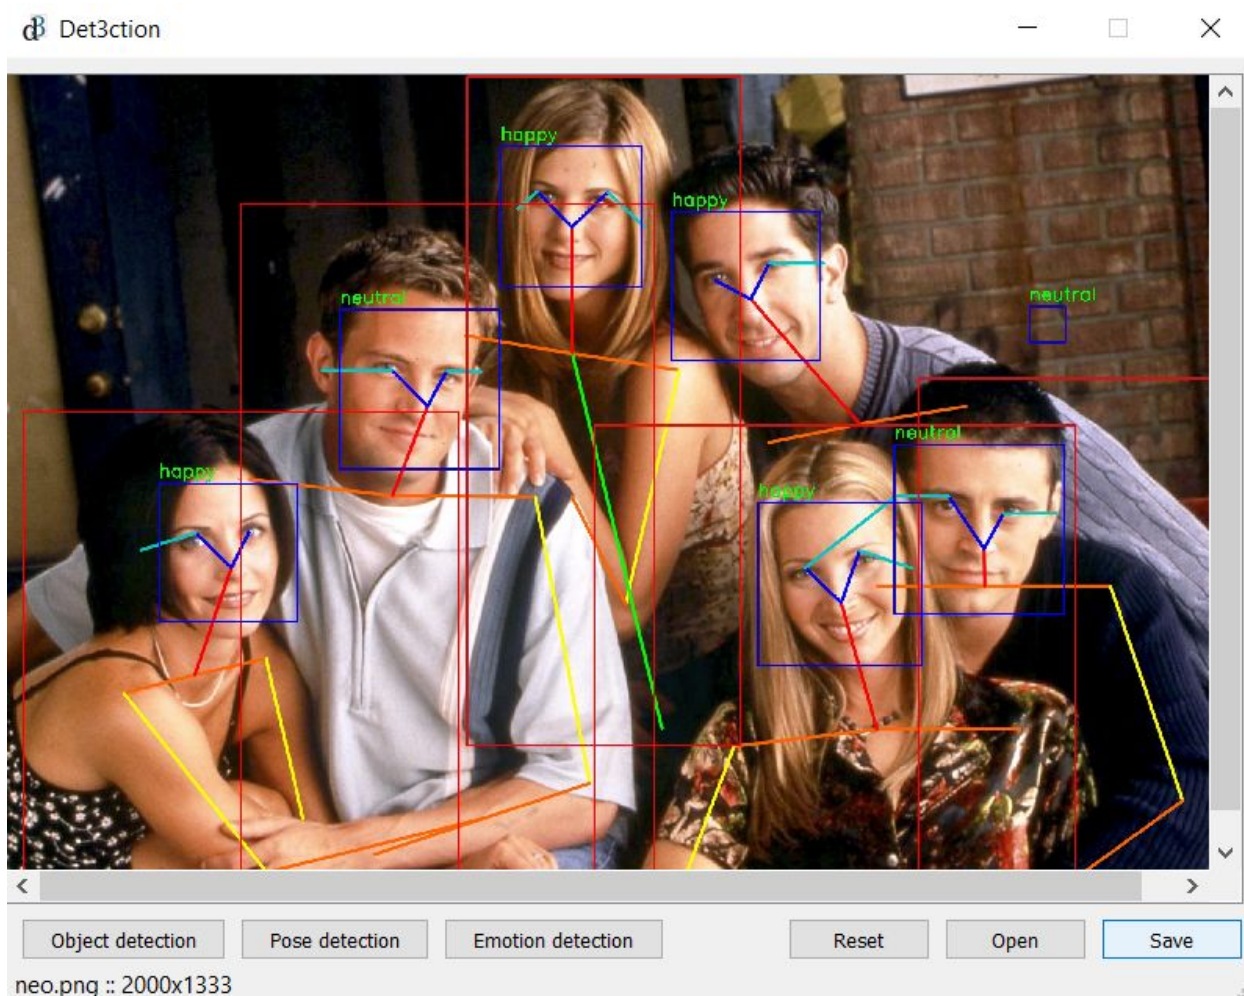 Det3ction
happy
happy
neutral
neutral
neutral
happy
happy
Object detection
Pose detection
Emotion detection
Reset
Open
Save
neo.png :: 2000x1333